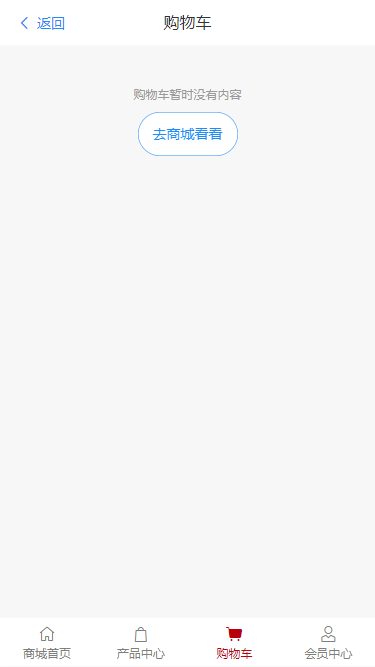 返回
购物车
购物车暂时没有内容
去商城看看
商城首页
产品中心
购物车
会员中心